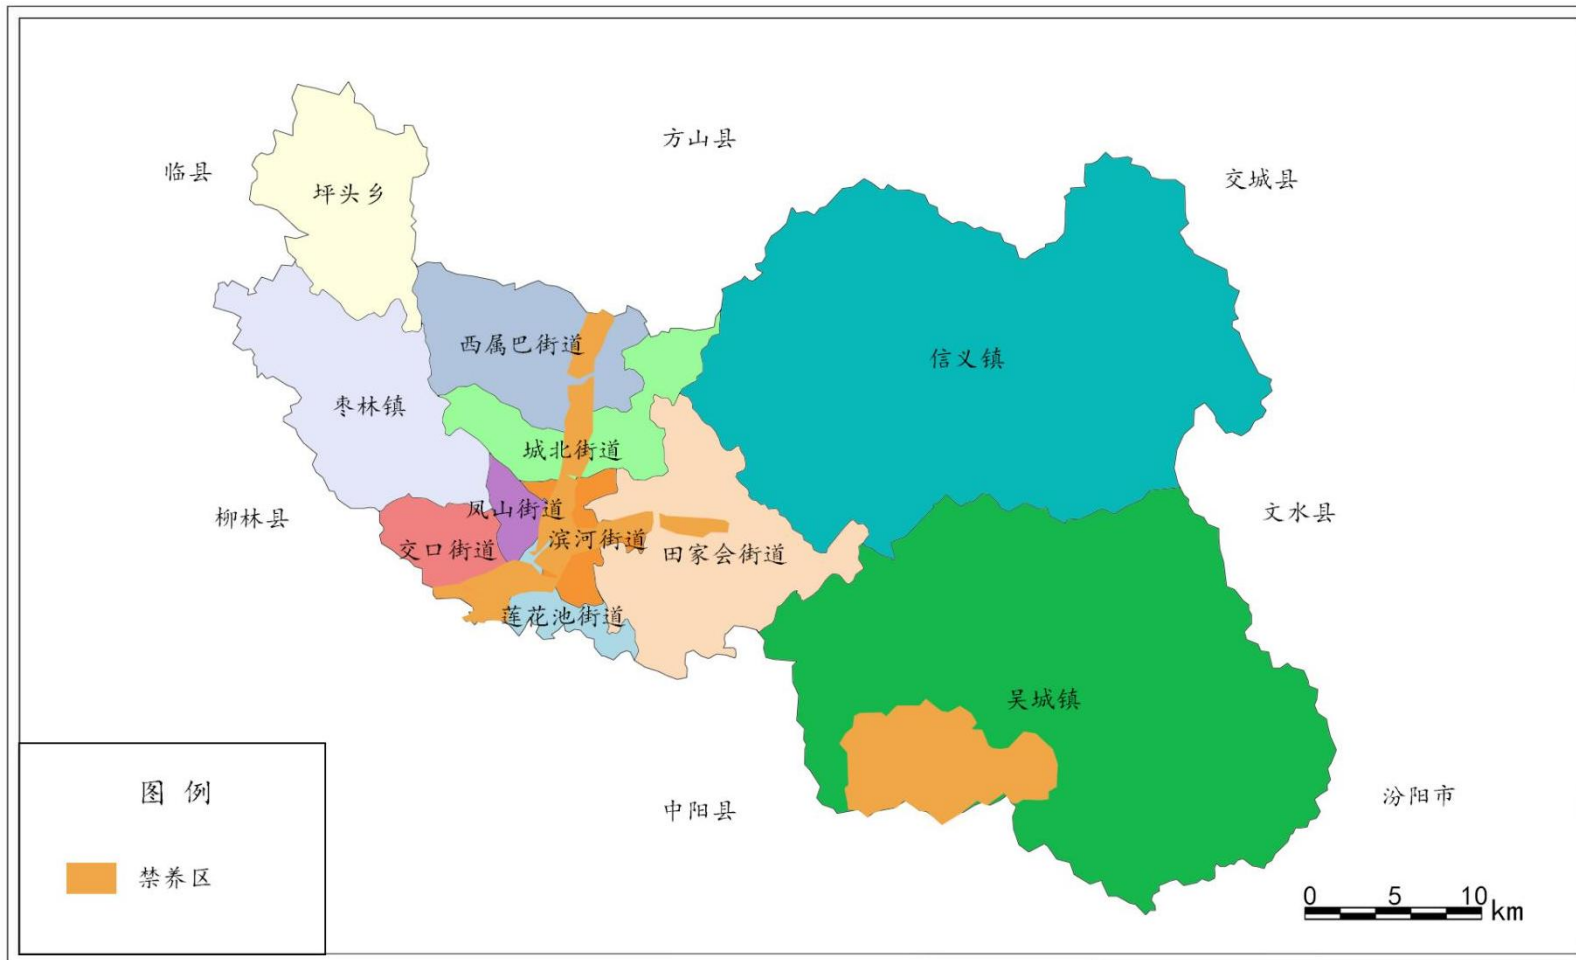 方山县
临县
交城县
坪头乡
西属巴街道
信义镇
枣林镇
城北街道
柳林县
凤山街道
文水县
滨河街道
交口街道
田家会街道
莲花池街道
吴城镇
图 例
中阳县
汾阳市
禁养区
0 5 10
km